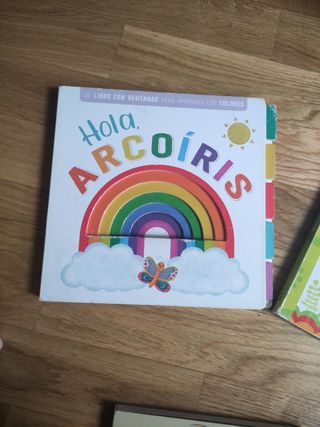 UN LIBRO CON VENTANAS PARA APRENDER LOS COLORES
Hola,
ARCOÍRIS